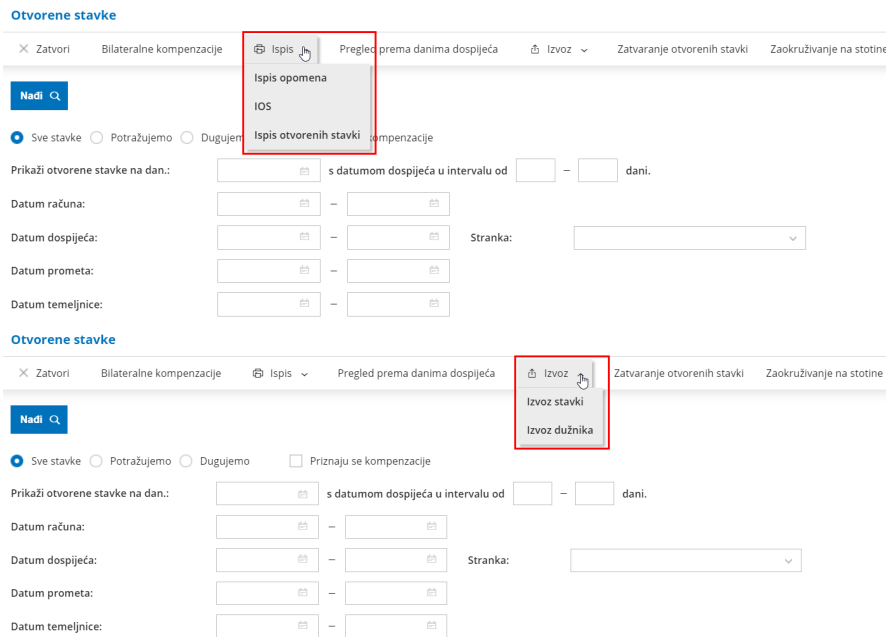 Otvorene stavke
Zatvori Bilateralne kompenzacije Ispis Pregled prema danima dospijeća Izvoz Zatvaranje otvorenih stavki Zaokruživanje na stotine
Ispis opomena
IOS
Ispis otvorenih stavki
Nađi
Sve stavke Potražujemo Dugujem kompenzacije
Prikaži otvorene stavke na dan.: s datumom dospijeća u intervalu od – dani.
Datum računa: –
Datum dospijeća: – Stranka:
Datum prometa: –
Datum temeljnice: –
Otvorene stavke
Zatvori Bilateralne kompenzacije Ispis Pregled prema danima dospijeća Izvoz Zatvaranje otvorenih stavki Zaokruživanje na stotine
Izvoz stavki
Izvoz dužnika
Nađi
Sve stavke Potražujemo Dugujemo Priznaju se kompenzacije
Prikaži otvorene stavke na dan.: s datumom dospijeća u intervalu od – dani.
Datum računa: –
Datum dospijeća: – Stranka:
Datum prometa: –
Datum temeljnice: –